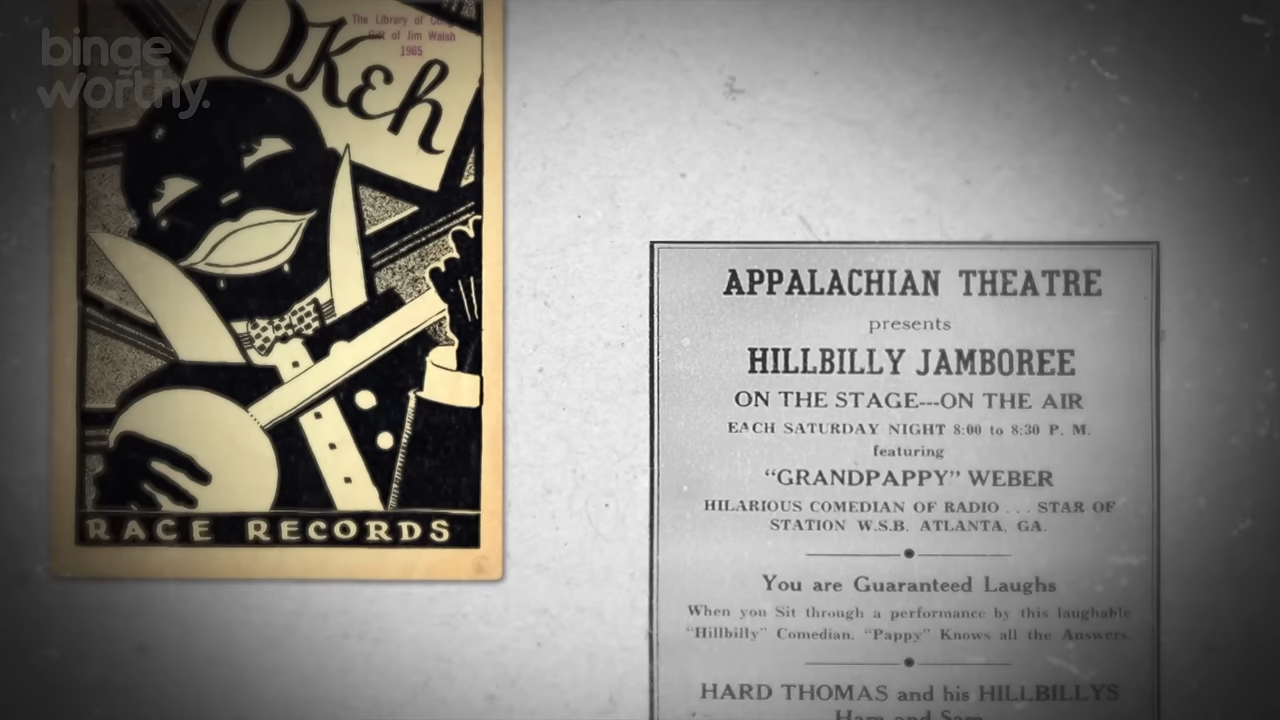 binge
worthy.
OKeh
The Library of
Gift of Jim Walsh
1965
RACE RECORDS
APPALACHIAN THEATRE
presents
HILLBILLY JAMBOREE
ON THE STAGE---ON THE AIR
EACH SATURDAY NIGHT 8:00 to 8:30 P. M.
featuring
“GRANDPAPPY” WEBER
HILARIOUS COMEDIAN OF RADIO . . . STAR OF
STATION W.S.B. ATLANTA, GA.
You are Guaranteed Laughs
When you Sit through a performance by this laughable
“Hillbilly” Comedian. “Pappy” Knows all the Answers.
HARD THOMAS and his HILLBILLYS
Ham and Sam